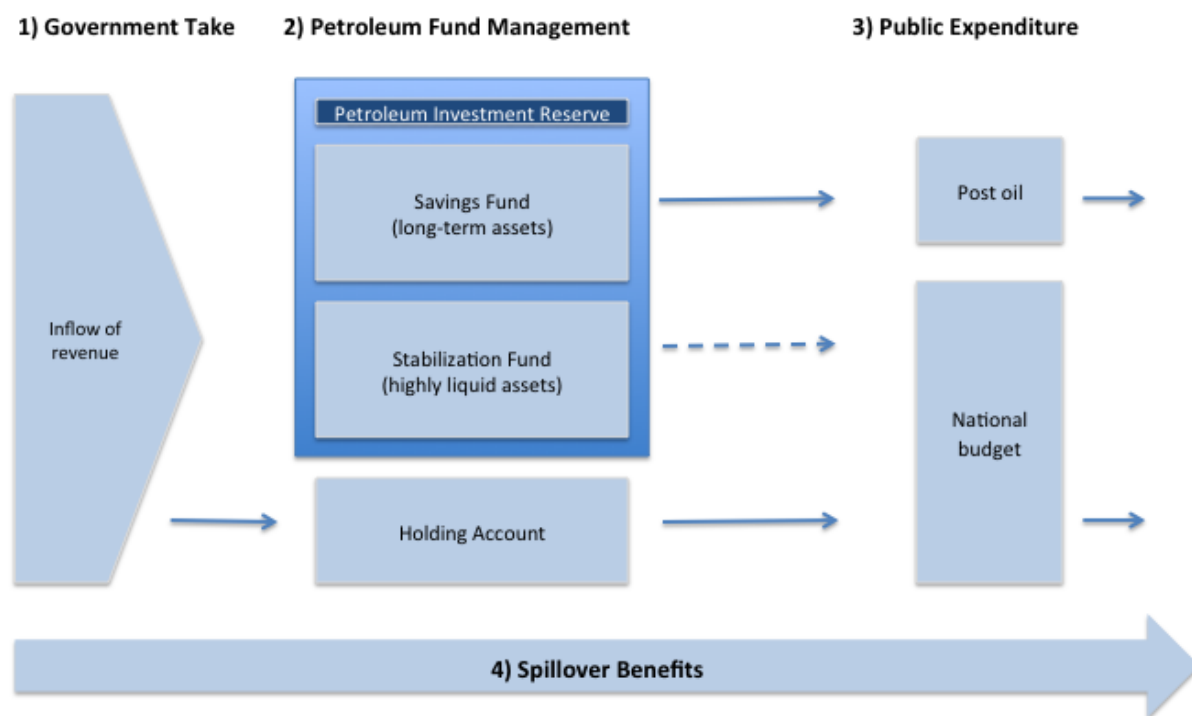 1) Government Take
2) Petroleum Fund Management
3) Public Expenditure
Petroleum Investment Reserve
Savings Fund
(long-term assets)
Post oil
Inflow of
revenue
Stabilization Fund
(highly liquid assets)
National
budget
Holding Account
4) Spillover Benefits